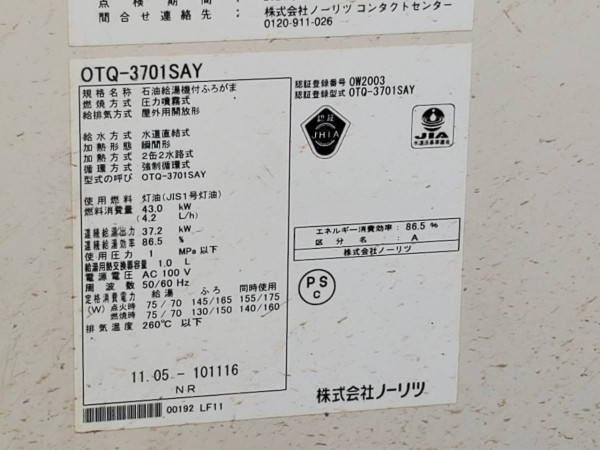 点検期間:
問合せ連絡先: 株式会社ノーリツ コンタクトセンター
0120-911-026
OTQ-3701SAY
規格名称 石油給湯機付ふろがま
燃焼方式 圧力噴霧式
給排気方式 屋外用開放形
給水方式 水道直結式
加熱形態 瞬間形
加熱方式 2缶2水路式
循環方式 強制循環式
型式の呼び OTQ-3701SAY
使用燃料 灯油(JIS1号灯油)
燃料消費量 43.0 kW
(4.2 L/h)
連続給湯出力 37.2 kW
連続給湯効率 86.5 %
使用圧力 1 MPa以下
給湯用熱交換器容量 1.0 L
電源電圧 AC 100 V
周波数 50/60 Hz
定格消費電力 給湯 ふろ 同時使用
(W) 点火時 75/70 145/165 155/175
燃焼時 75/70 130/150 140/160
排気温度 260℃以下
11.05-101116
NR
00192 LF11
認証登録番号 OW2003
認証登録型式 OTQ-3701SAY
認証
JHIA
JIA
エネルギー消費効率: 86.5 %
区分名: A
株式会社ノーリツ
PS
C
株式会社ノーリツ